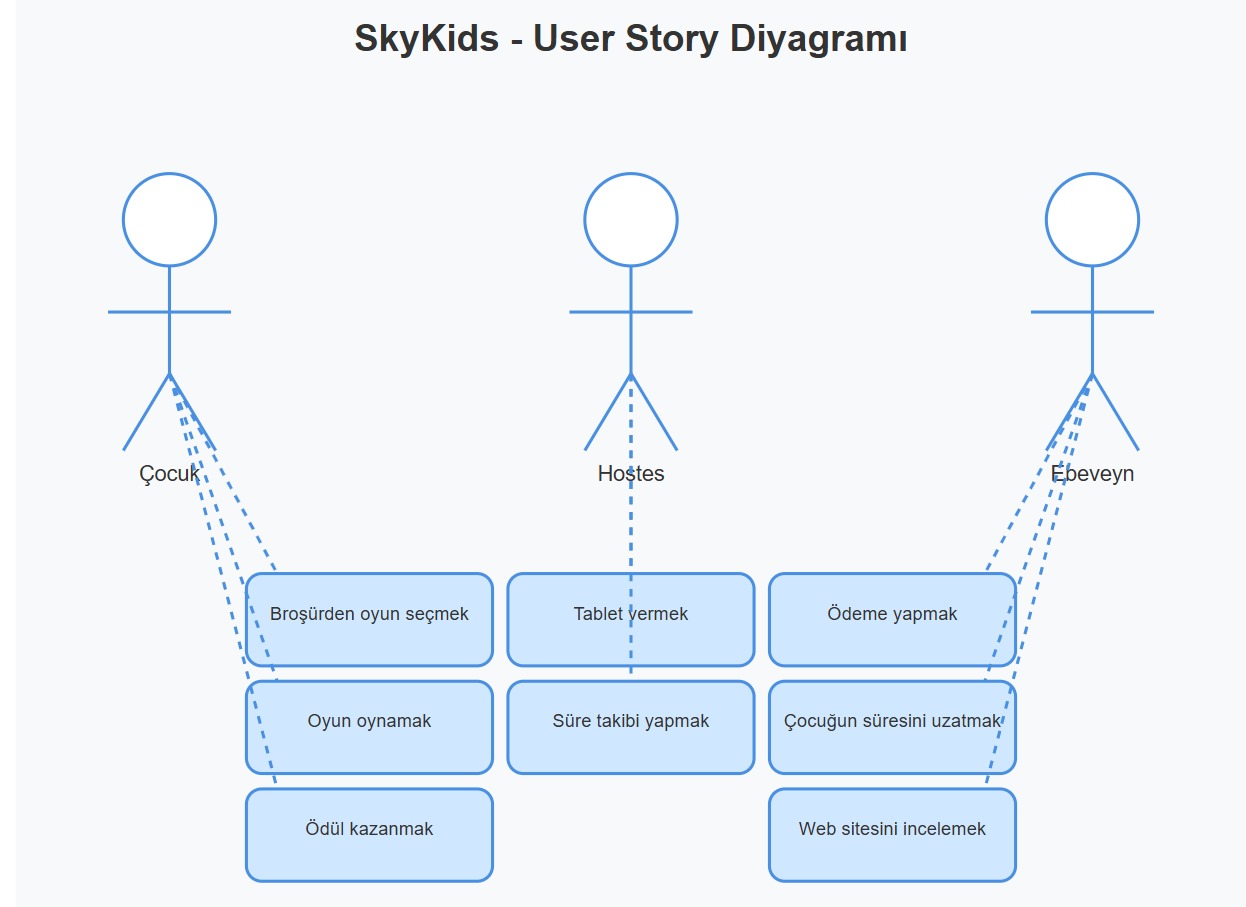 SkyKids - User Story Diyagramı
Çocuk
Hostes
Ebeveyn
Broşürden oyun seçmek
Tablet vermek
Ödeme yapmak
Oyun oynamak
Süre takibi yapmak
Çocuğun süresini uzatmak
Ödül kazanmak
Web sitesini incelemek